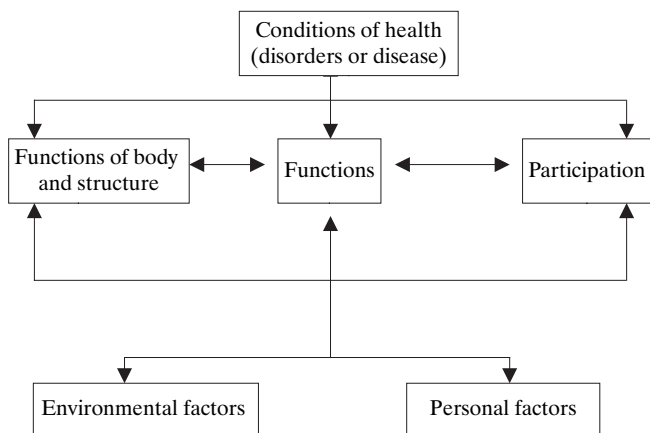 Conditions of health
(disorders or disease)
Functions of body
and structure
Functions
Participation
Environmental factors
Personal factors